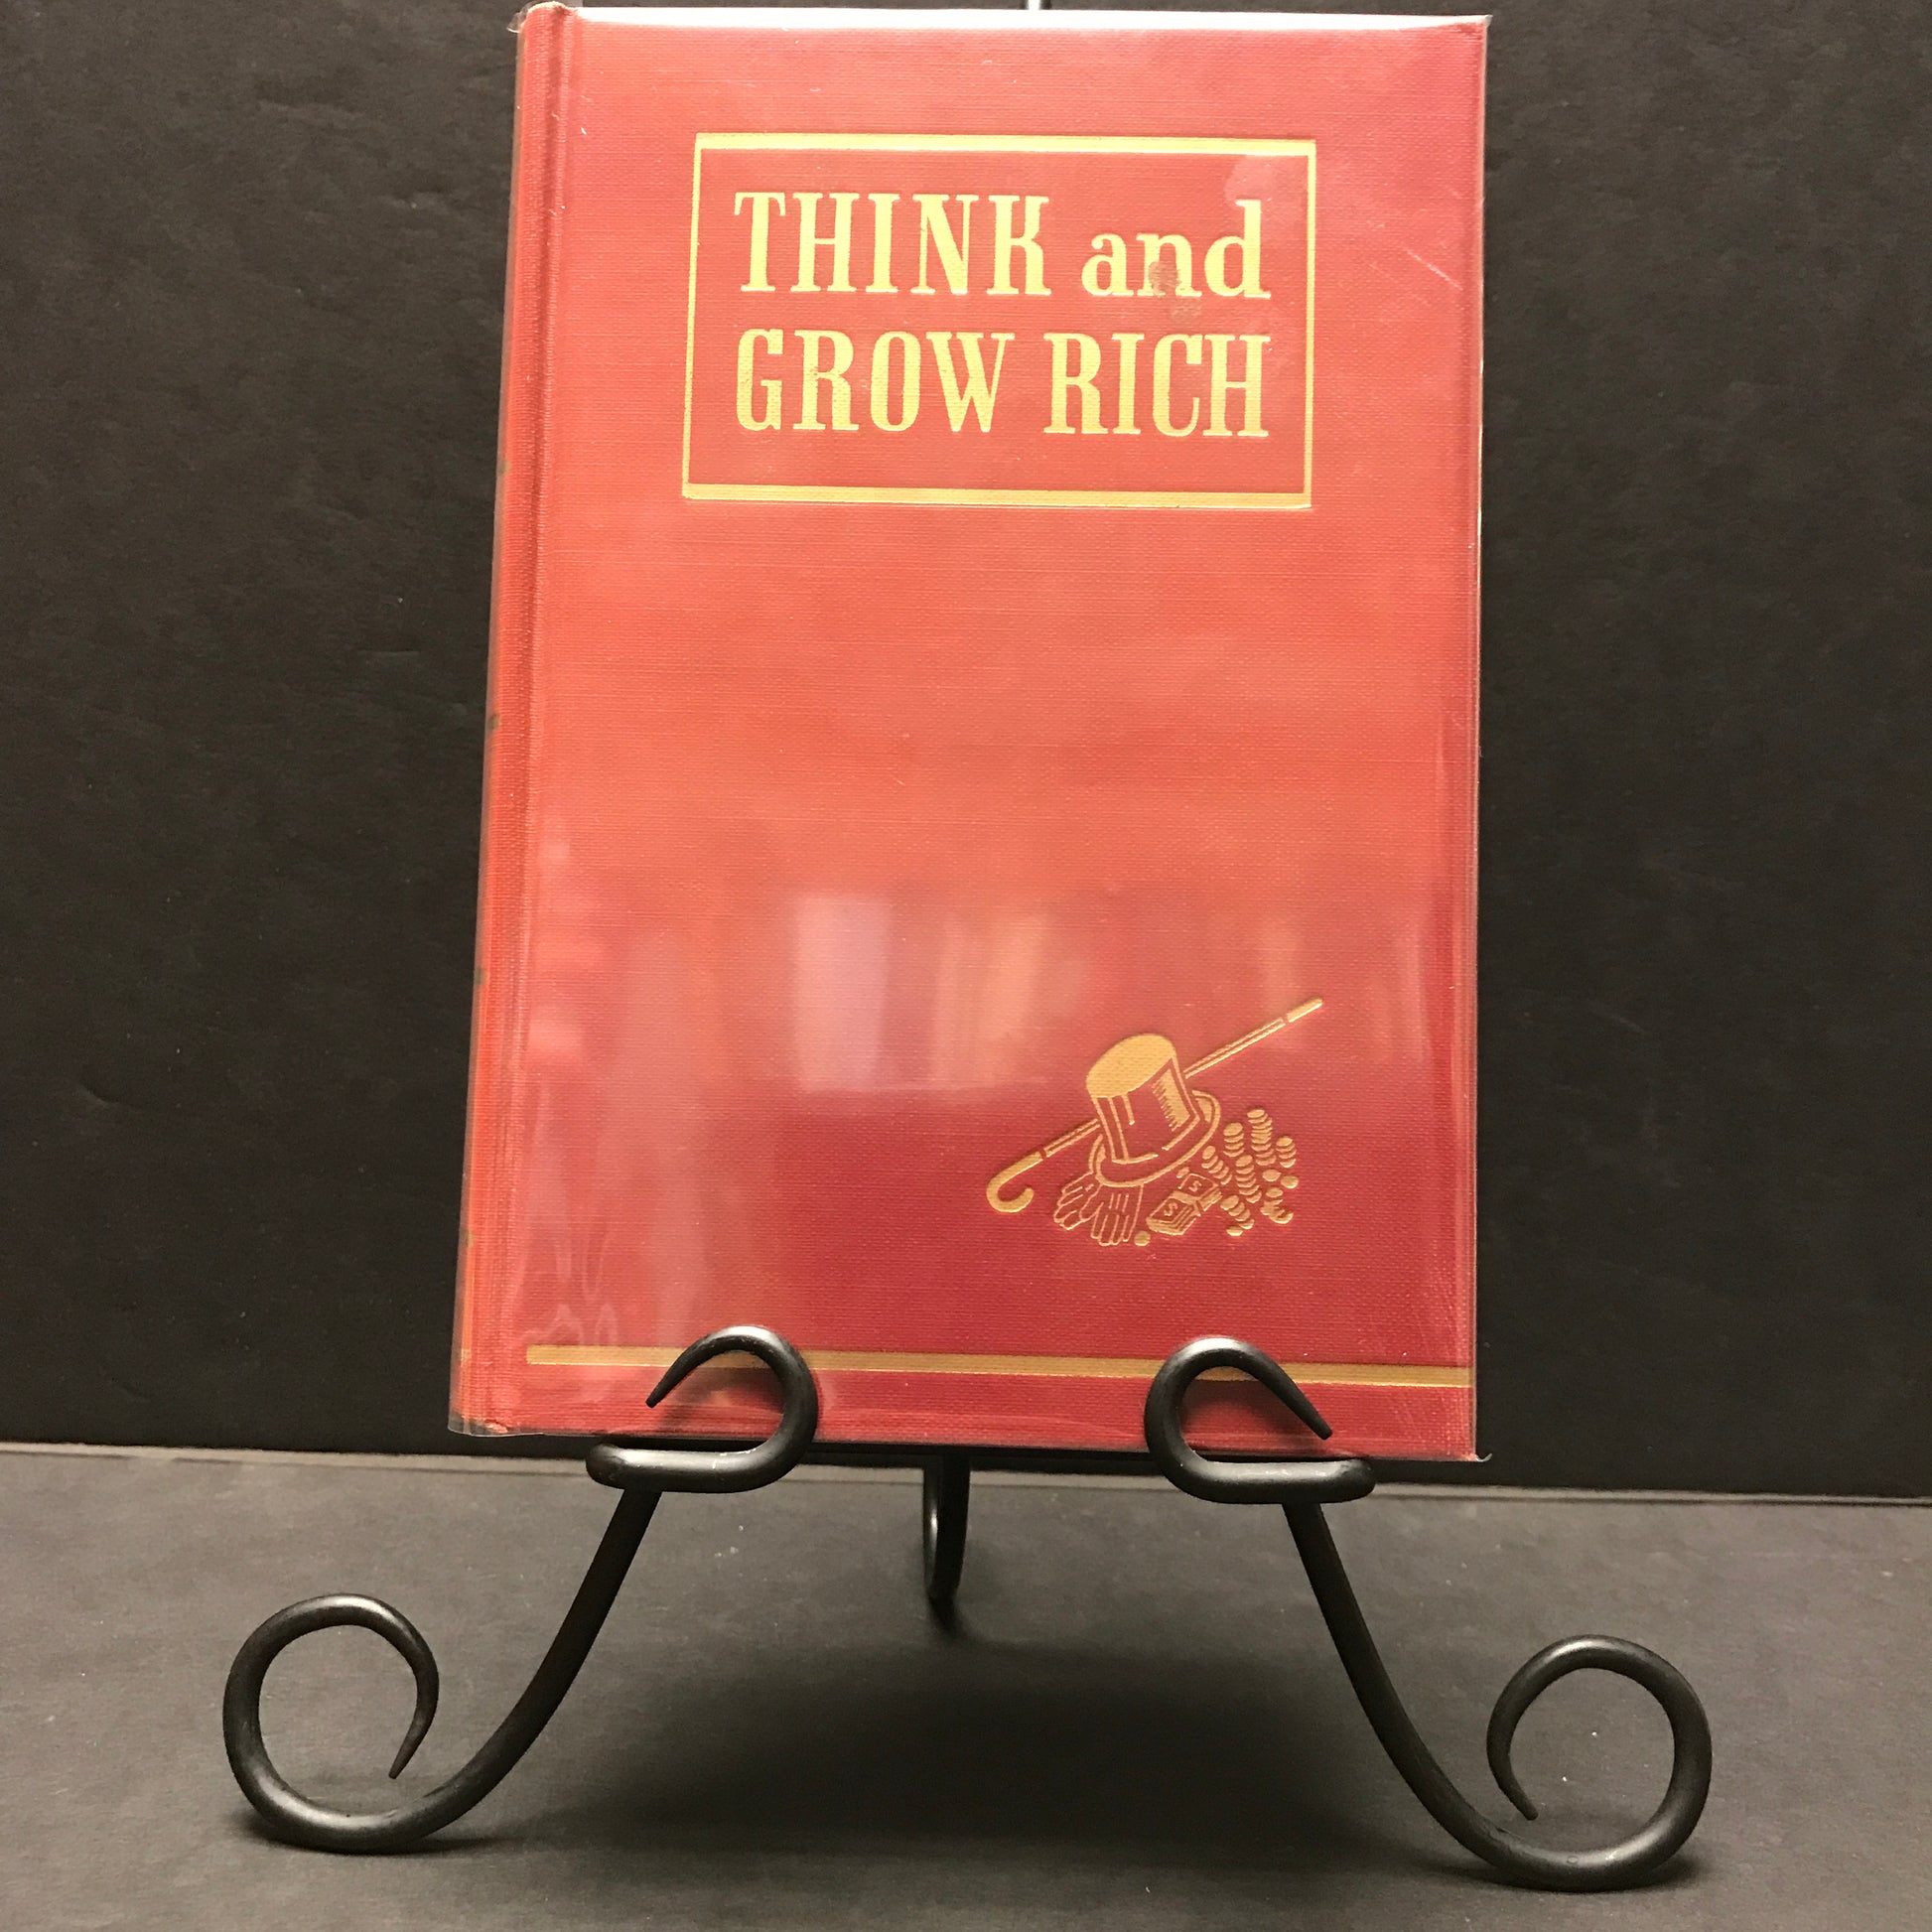 THINK and
GROW RICH
$
$